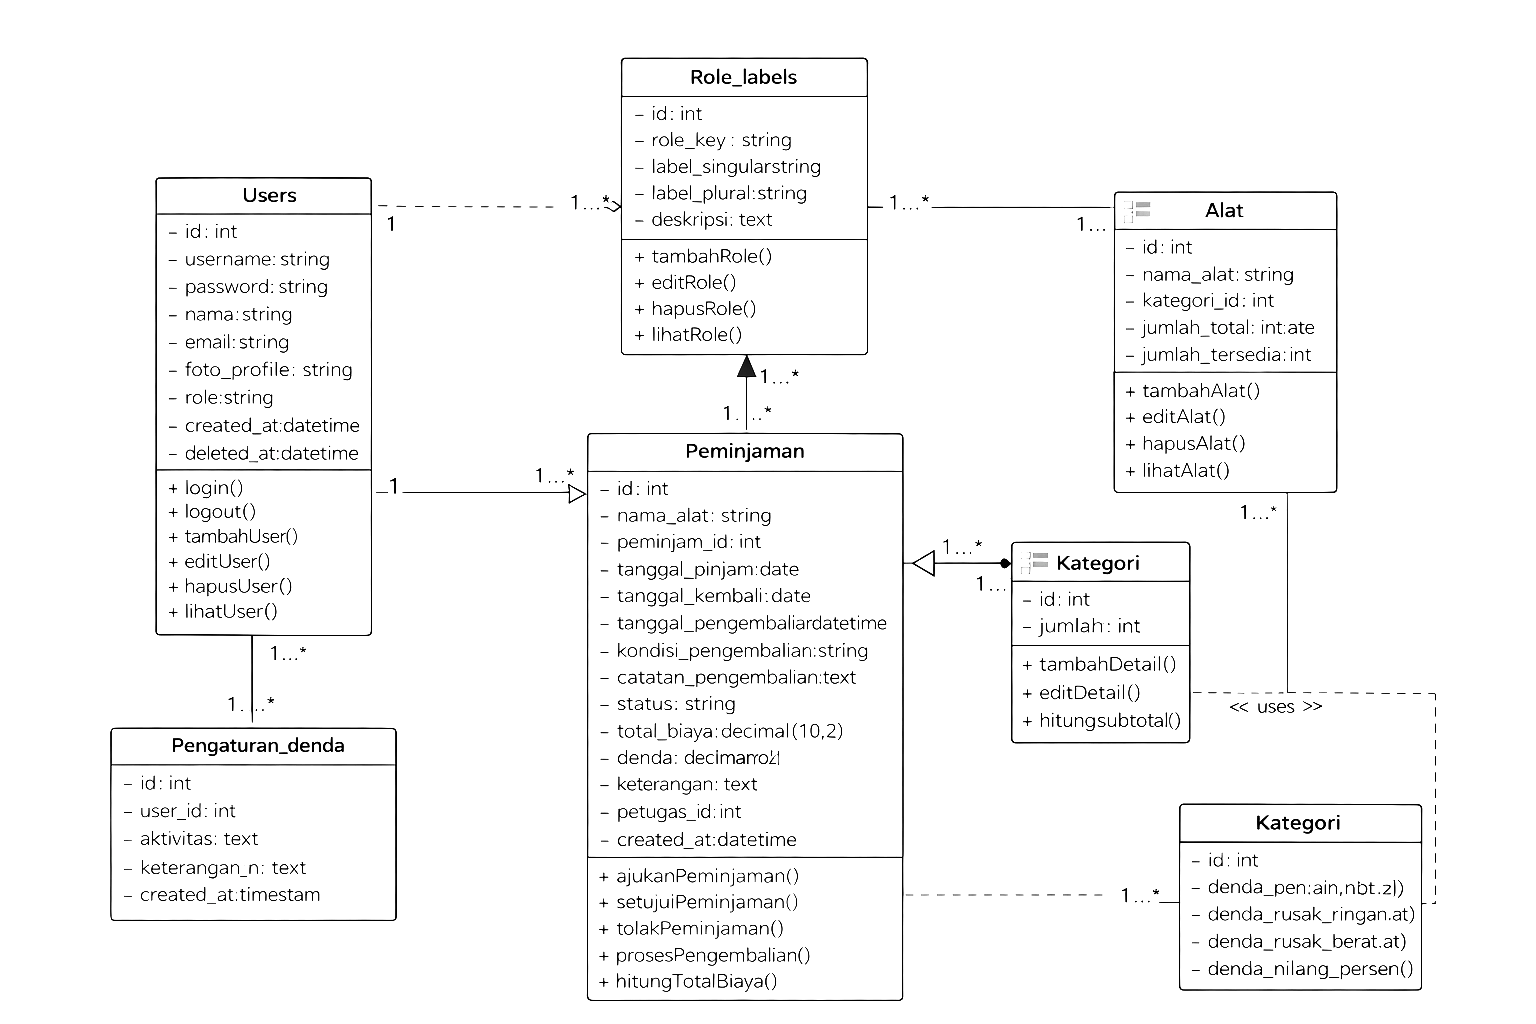 Role_labels
- id: int
- role_key : string
- label_singularstring
- label_plural:string
- deskripsi: text
+ tambahRole()
+ editRole()
+ hapusRole()
+ lihatRole()
Users
- id: int
- username: string
- password: string
- nama:string
- email:string
- foto_profile: string
- role:string
- created_at:datetime
- deleted_at:datetime
+ login()
+ logout()
+ tambahUser()
+ editUser()
+ hapusUser()
+ lihatUser()
1
1...*
1...*
1...
Alat
- id: int
- nama_alat: string
- kategori_id: int
- jumlah_total: int:ate
- jumlah_tersedia:int
+ tambahAlat()
+ editAlat()
+ hapusAlat()
+ lihatAlat()
1...*
1...*
1
1...*
Peminjaman
- id: int
- nama_alat: string
- peminjam_id: int
- tanggal_pinjam:date
- tanggal_kembali:date
- tanggal_pengembaliardatetime
- kondisi_pengembalian:string
- catatan_pengembalian:text
- status: string
- total_biaya:decimal(10,2)
- denda:
- keterangan: text
- petugas_id:int
- created_at:datetime
+ ajukanPeminjaman()
+ setujuiPeminjaman()
+ tolakPeminjaman()
+ prosesPengembalian()
+ hitungTotalBiaya()
1...*
1...*
1...
Kategori
- id: int
- jumlah: int
+ tambahDetail()
+ editDetail()
+ hitungsubtotal()
<< uses >>
1...*
1...*
Pengaturan_denda
- id: int
- user_id: int
- aktivitas: text
- keterangan_n: text
- created_at:timestam
1...*
Kategori
- id: int
- denda_pen:ain,nbt.zl)
- denda_rusak_ringan.at)
- denda_rusak_berat.at)
- denda_nilang_persen()